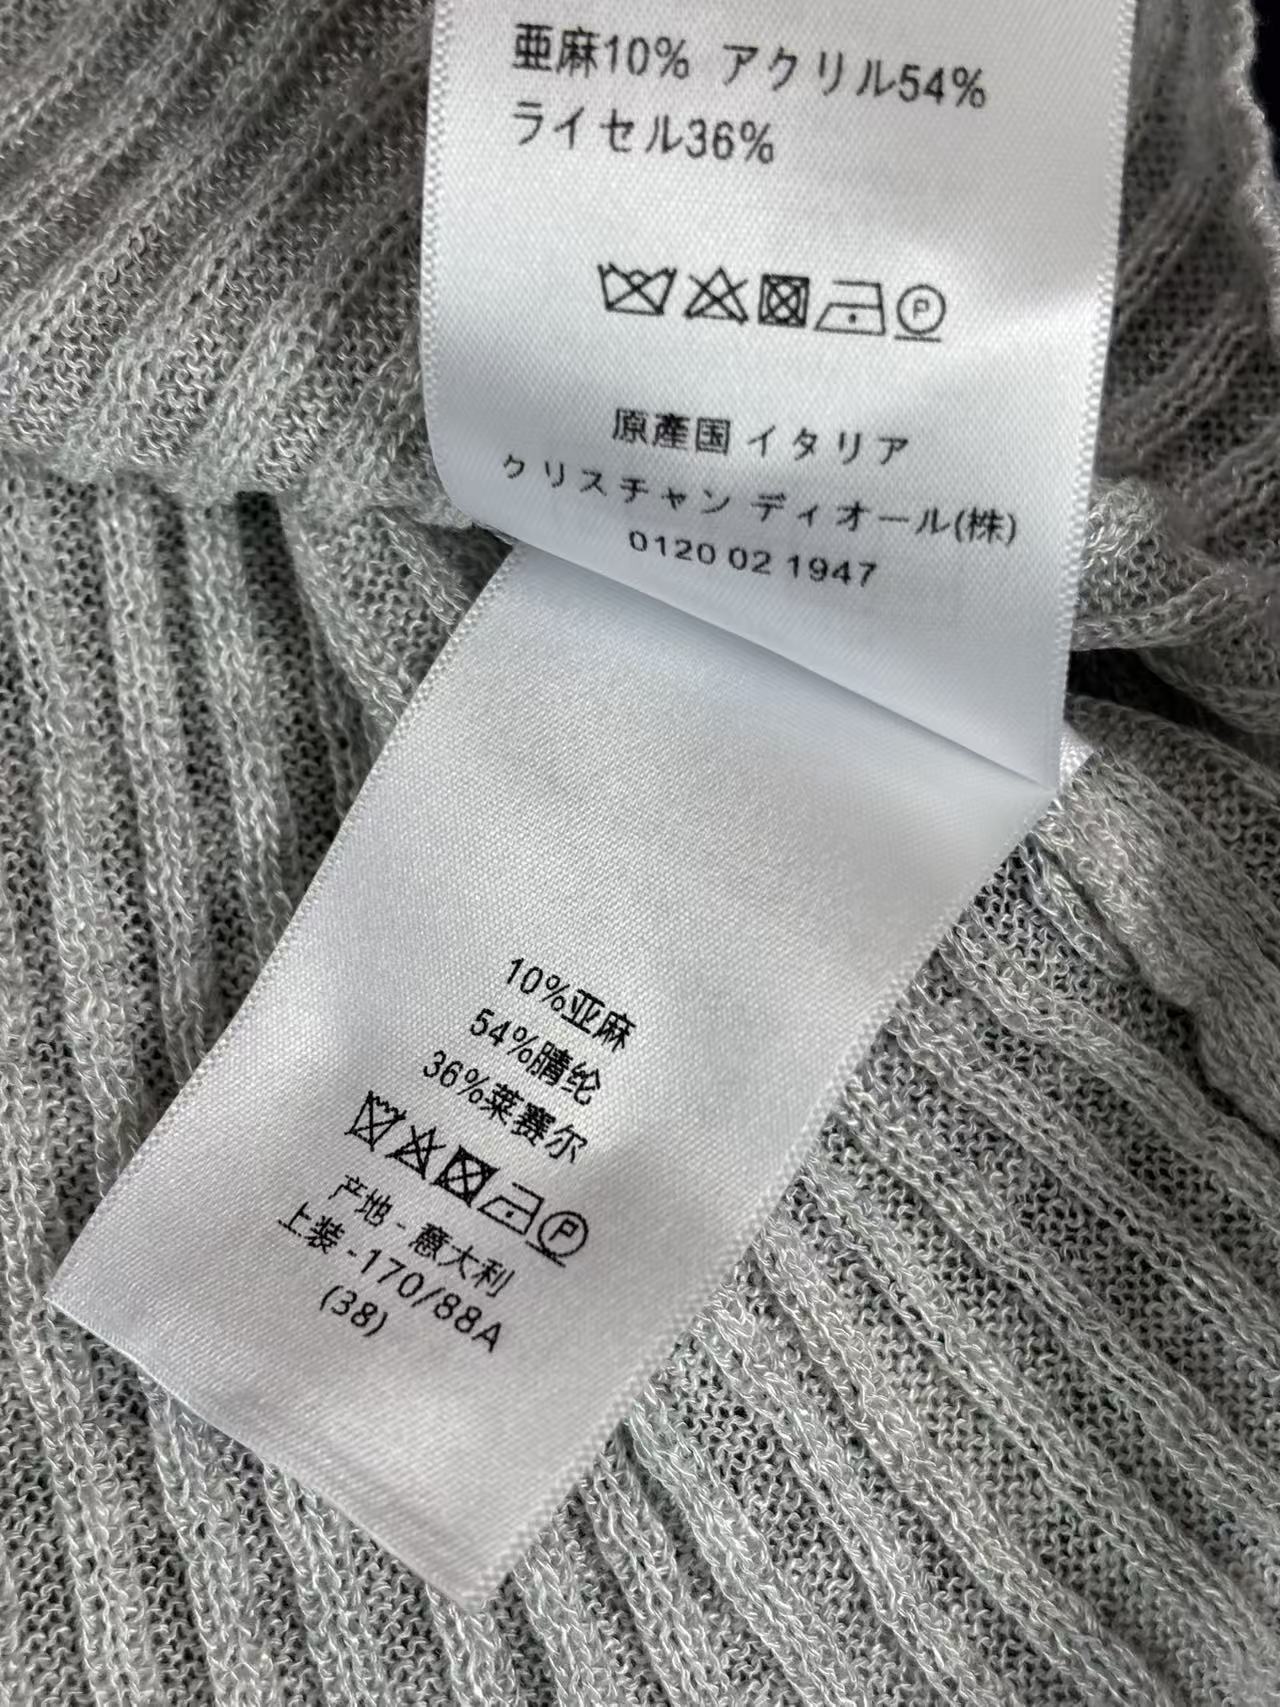 亜麻10% アクリル54%
ライセル36%
P
原產国 イタリア
クリスチャン ディオール(株)
0120 02 1947
10%亚麻
54%腈纶
36%莱赛尔
P
产地 - 意大利
上装 -170/88A
(38)